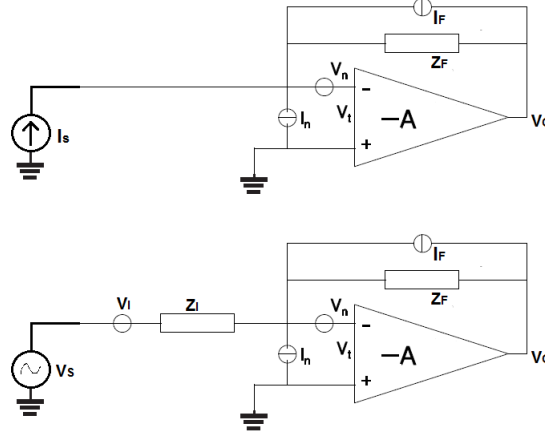 IF
ZF
Vn
−
Vt
−A
Is
In
+
Vo
IF
VI
ZI
ZF
Vn
−
Vt
−A
Vs
In
+
Vo